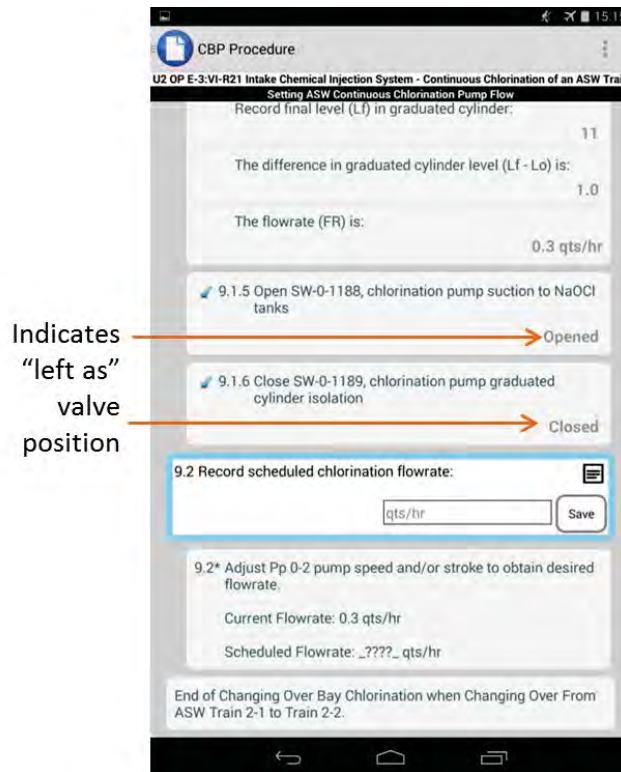 15:15
CBP Procedure
U2 OP E-3:VI-R21 Intake Chemical Injection System - Continuous Chlorination of an ASW Trai
Setting ASW Continuous Chlorination Pump Flow
Record final level (Lf) in graduated cylinder:
11
The difference in graduated cylinder level (Lf - Lo) is:
1.0
The flowrate (FR) is:
0.3 qts/hr
9.1.5 Open SW-0-1188, chlorination pump suction to NaOCl
tanks
Opened
9.1.6 Close SW-0-1189, chlorination pump graduated
cylinder isolation
Closed
Indicates
“left as”
valve
position
9.2 Record scheduled chlorination flowrate:
qts/hr
Save
9.2* Adjust Pp 0-2 pump speed and/or stroke to obtain desired
flowrate.
Current Flowrate: 0.3 qts/hr
Scheduled Flowrate: _????_ qts/hr
End of Changing Over Bay Chlorination when Changing Over From
ASW Train 2-1 to Train 2-2.